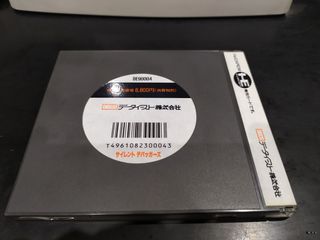 DE90004
6,800円(消費税別)
データイースト株式会社
T4961082300043
サイレントデバッガーズ
HE
データイースト株式会社